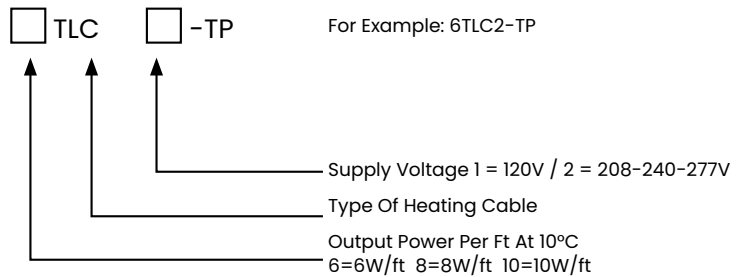 □ TLC □ -TP
For Example: 6TLC2-TP
Supply Voltage 1 = 120V / 2 = 208-240-277V
Type Of Heating Cable
Output Power Per Ft At 10°C
6=6W/ft 8=8W/ft 10=10W/ft